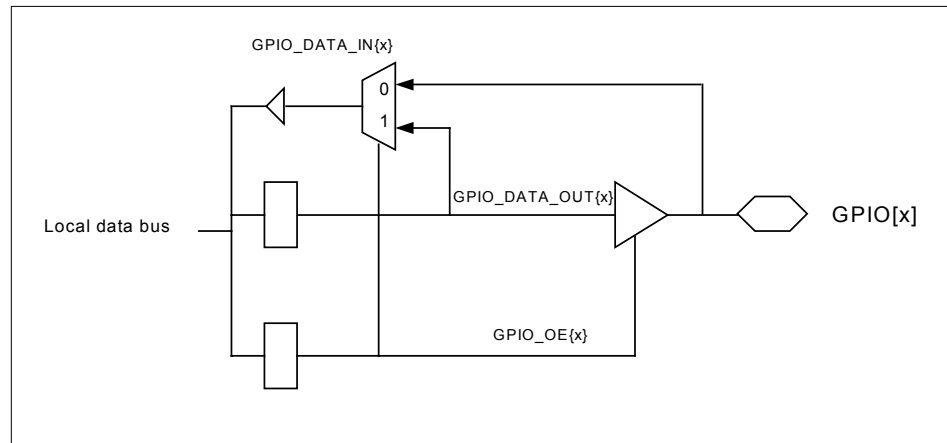 GPIO_DATA_IN{x}
0
1
GPIO_DATA_OUT{x}
Local data bus
GPIO[x]
GPIO_OE{x}